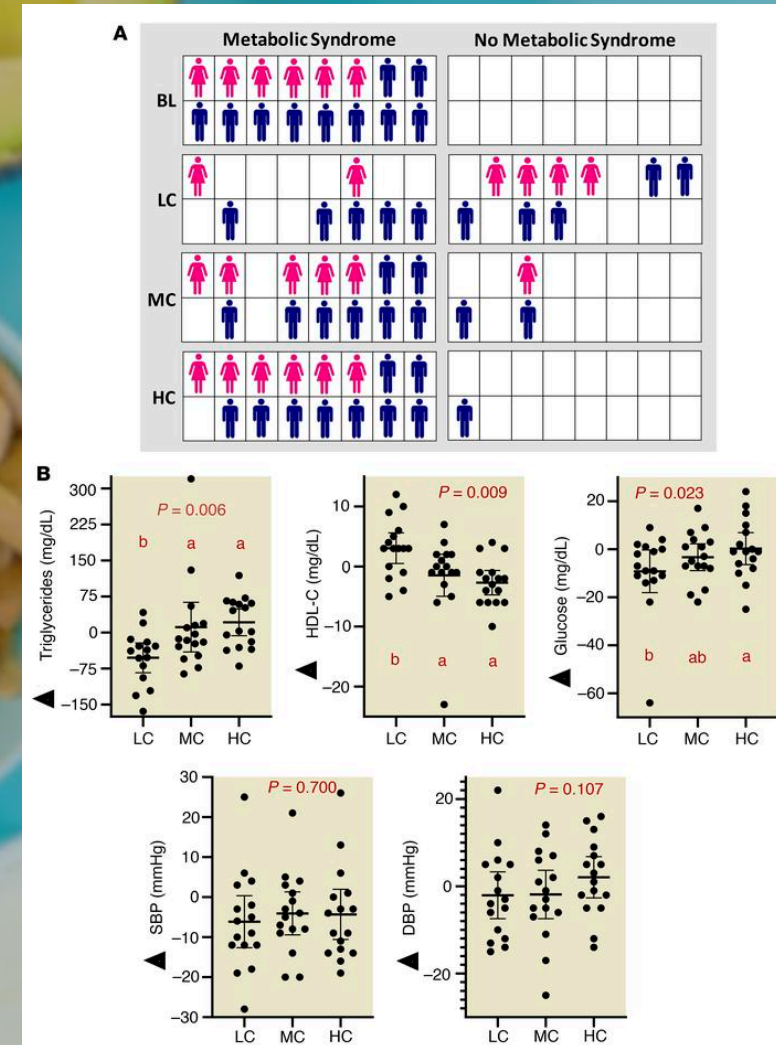 A
Metabolic Syndrome
No Metabolic Syndrome
BL
LC
MC
HC
B
Triglycerides (mg/dL)
300
225
150
75
0
−75
−150
P = 0.006
b a a
LC MC HC
HDL-C (mg/dL)
10
0
−10
−20
P = 0.009
b a a
LC MC HC
Glucose (mg/dL)
20
0
−20
−40
−60
P = 0.023
b ab a
LC MC HC
SBP (mmHg)
30
20
10
0
−10
−20
−30
P = 0.700
LC MC HC
DBP (mmHg)
20
0
−20
P = 0.107
LC MC HC